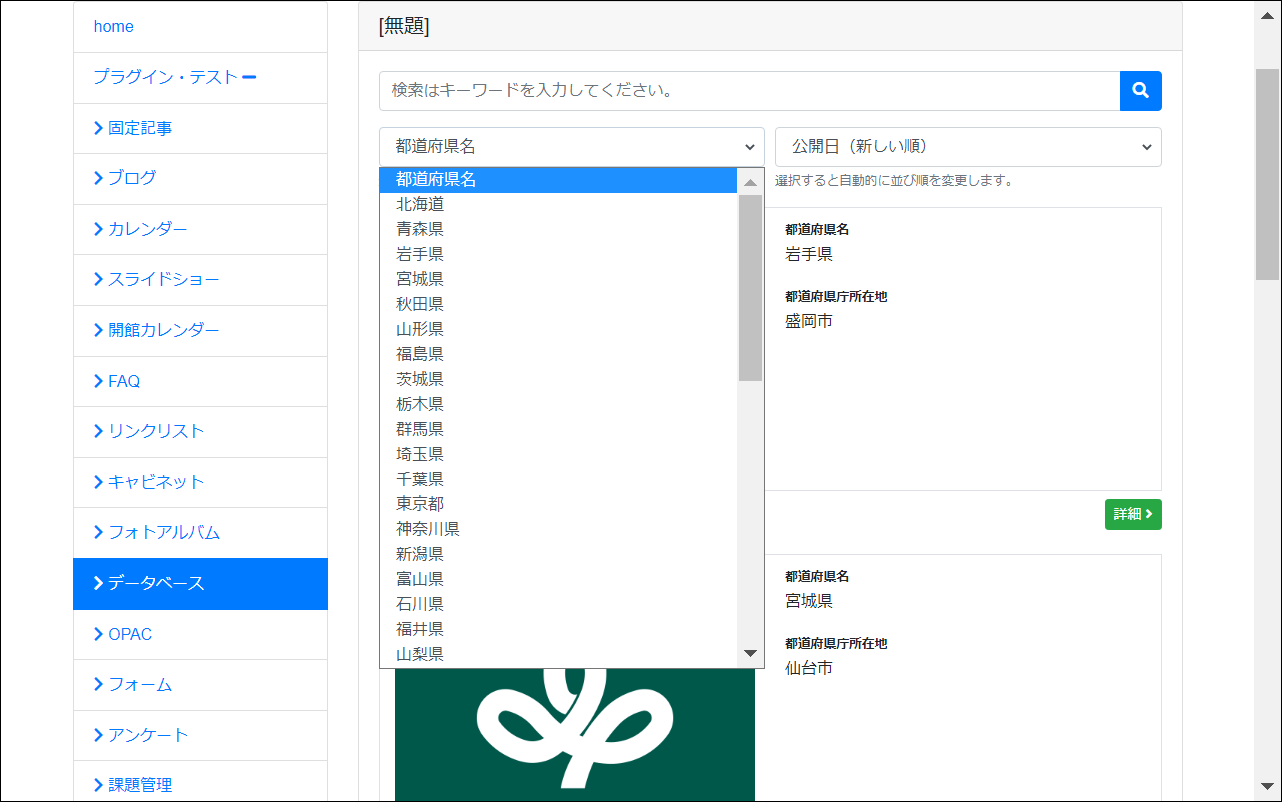 home
プラグイン・テスト
固定記事
ブログ
カレンダー
スライドショー
開館カレンダー
FAQ
リンクリスト
キャビネット
フォトアルバム
データベース
OPAC
フォーム
アンケート
課題管理
[無題]
検索はキーワードを入力してください。
都道府県名
公開日（新しい順）
選択すると自動的に並び順を変更します。
都道府県名
北海道
青森県
岩手県
宮城県
秋田県
山形県
福島県
茨城県
栃木県
群馬県
埼玉県
千葉県
東京都
神奈川県
新潟県
富山県
石川県
福井県
山梨県
都道府県名
岩手県
都道府県庁所在地
盛岡市
詳細
都道府県名
宮城県
都道府県庁所在地
仙台市